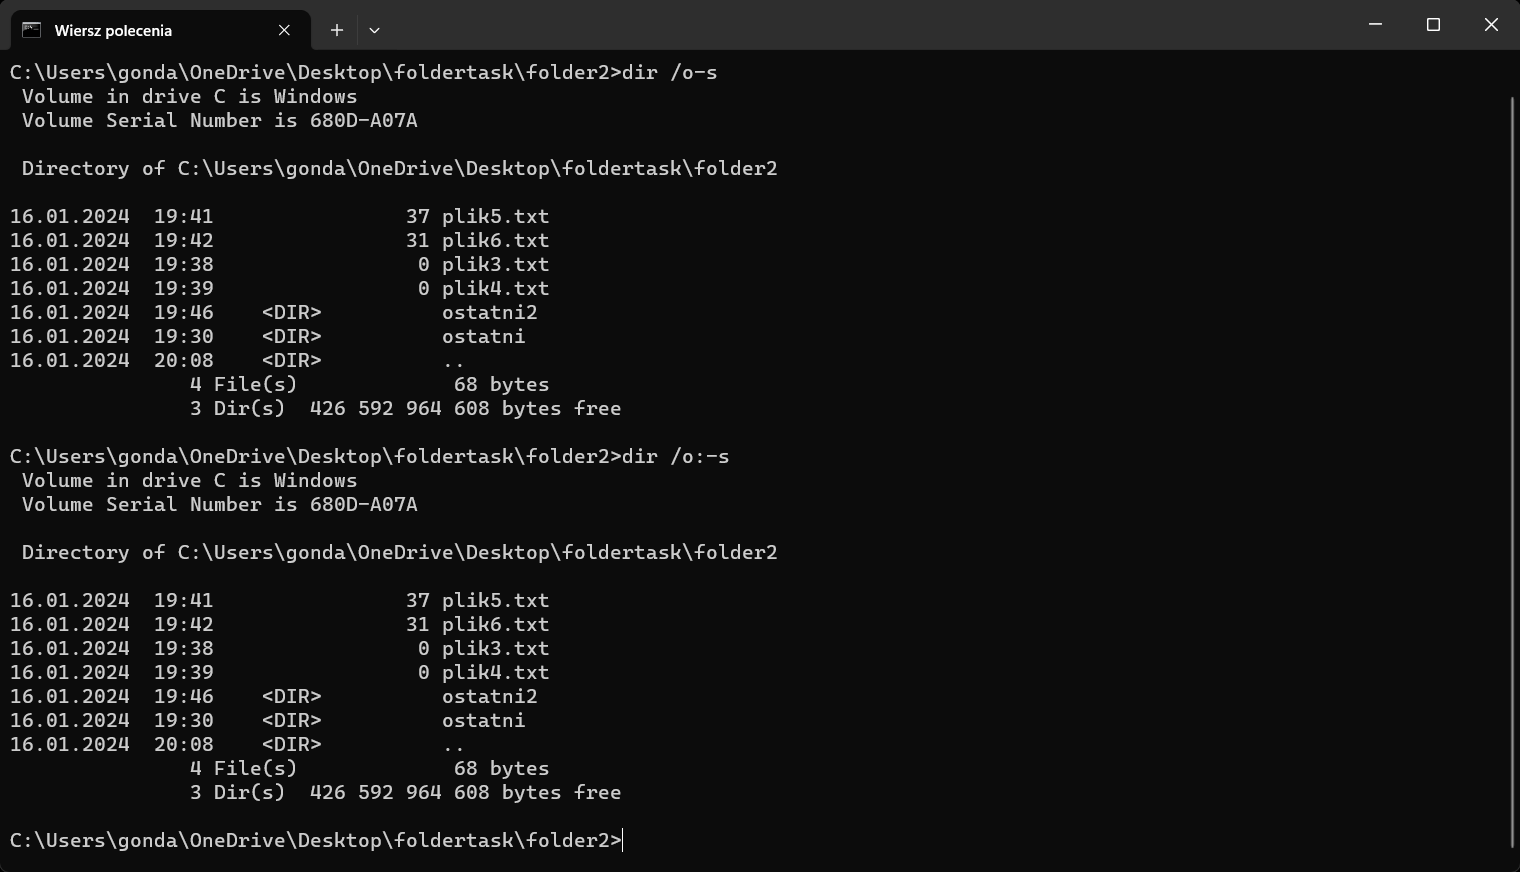 Wiersz polecenia
C:\Users\gonda\OneDrive\Desktop\foldertask\folder2>dir /o-s
 Volume in drive C is Windows
 Volume Serial Number is 680D-A07A

 Directory of C:\Users\gonda\OneDrive\Desktop\foldertask\folder2

16.01.2024  19:41                37 plik5.txt
16.01.2024  19:42                31 plik6.txt
16.01.2024  19:38                 0 plik3.txt
16.01.2024  19:39                 0 plik4.txt
16.01.2024  19:46    <DIR>          ostatni2
16.01.2024  19:30    <DIR>          ostatni
16.01.2024  20:08    <DIR>          ..
               4 File(s)             68 bytes
               3 Dir(s)  426 592 964 608 bytes free

C:\Users\gonda\OneDrive\Desktop\foldertask\folder2>dir /o:-s
 Volume in drive C is Windows
 Volume Serial Number is 680D-A07A

 Directory of C:\Users\gonda\OneDrive\Desktop\foldertask\folder2

16.01.2024  19:41                37 plik5.txt
16.01.2024  19:42                31 plik6.txt
16.01.2024  19:38                 0 plik3.txt
16.01.2024  19:39                 0 plik4.txt
16.01.2024  19:46    <DIR>          ostatni2
16.01.2024  19:30    <DIR>          ostatni
16.01.2024  20:08    <DIR>          ..
               4 File(s)             68 bytes
               3 Dir(s)  426 592 964 608 bytes free

C:\Users\gonda\OneDrive\Desktop\foldertask\folder2>